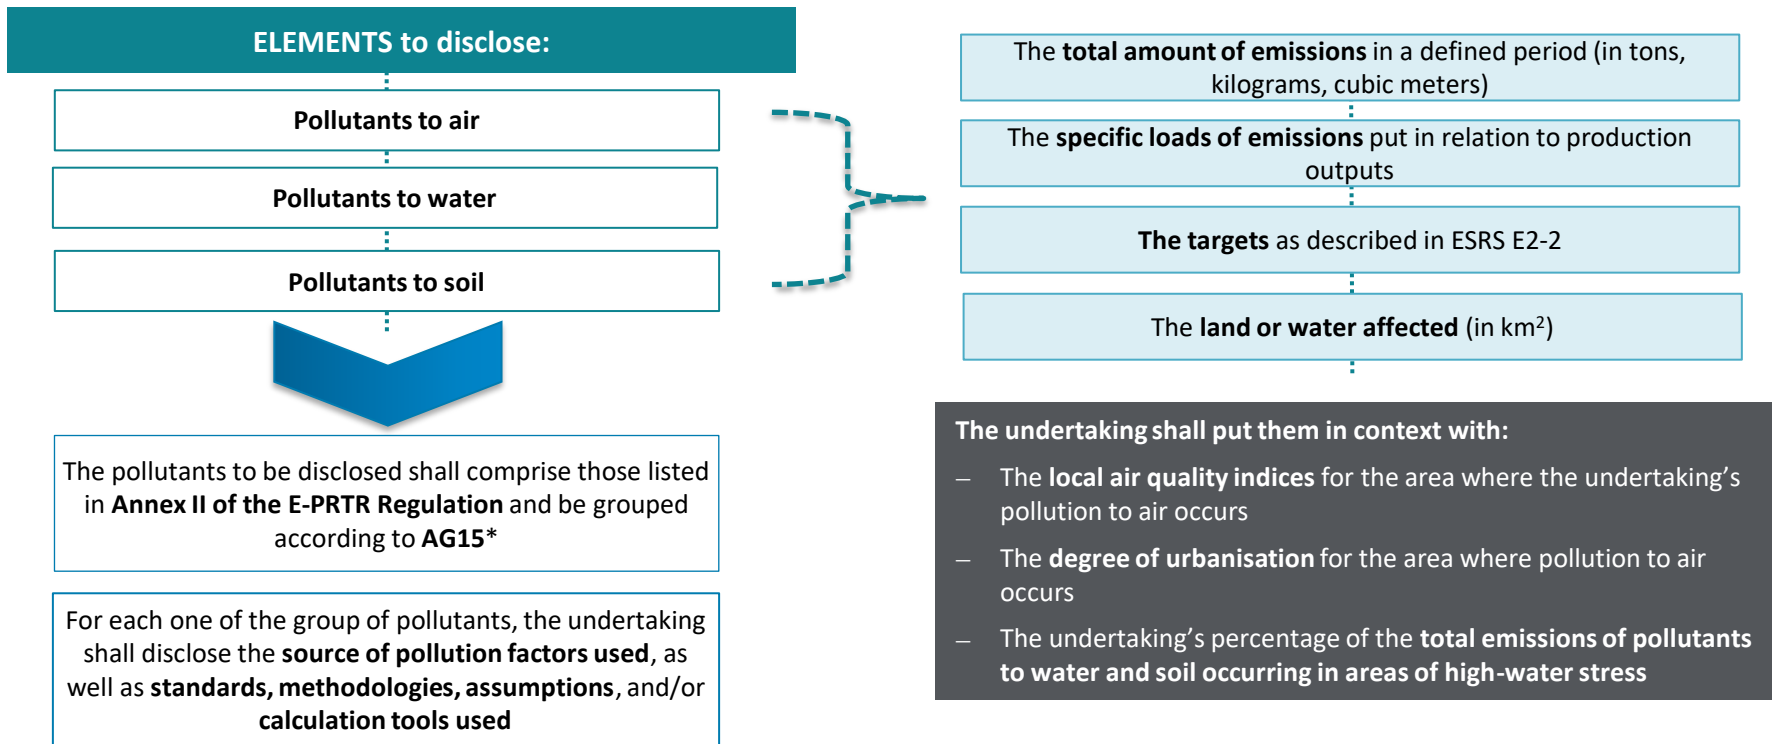 ELEMENTS to disclose:
Pollutants to air
Pollutants to water
Pollutants to soil
The pollutants to be disclosed shall comprise those listed
in Annex II of the E-PRTR Regulation and be grouped
according to AG15*
For each one of the group of pollutants, the undertaking
shall disclose the source of pollution factors used, as
well as standards, methodologies, assumptions, and/or
calculation tools used
The total amount of emissions in a defined period (in tons,
kilograms, cubic meters)
The specific loads of emissions put in relation to production
outputs
The targets as described in ESRS E2-2
The land or water affected (in km²)
The undertaking shall put them in context with:
– The local air quality indices for the area where the undertaking's
pollution to air occurs
– The degree of urbanisation for the area where pollution to air
occurs
– The undertaking's percentage of the total emissions of pollutants
to water and soil occurring in areas of high-water stress